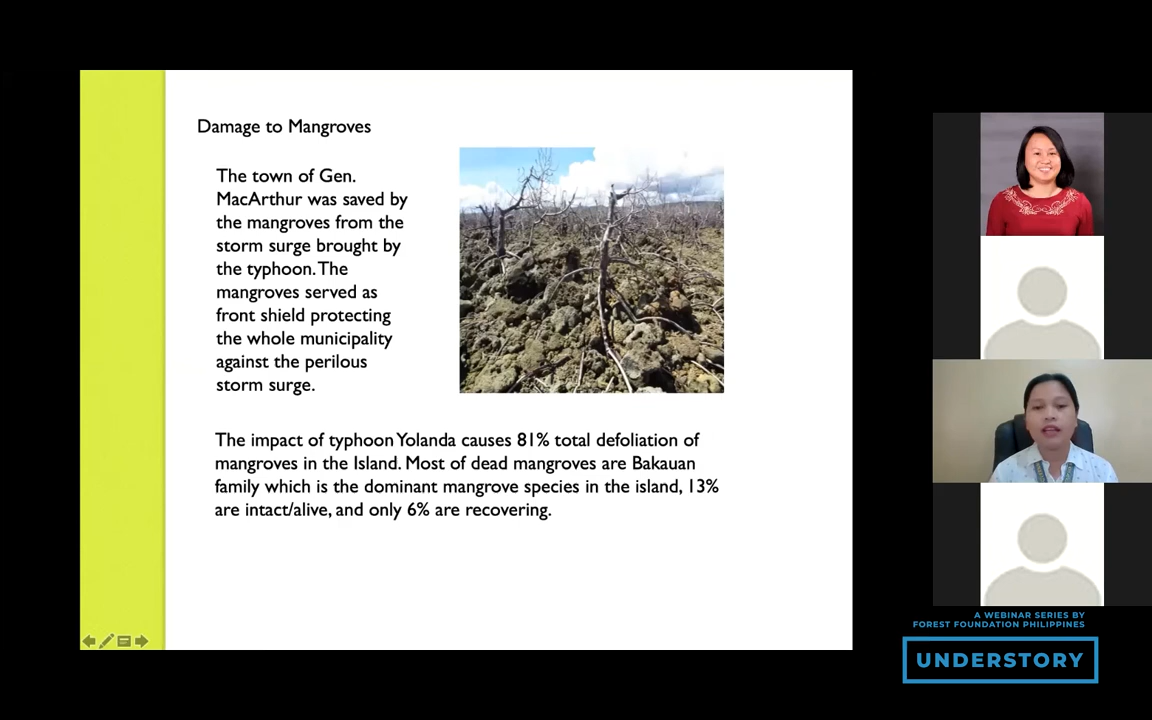 Damage to Mangroves
The town of Gen.
MacArthur was saved by
the mangroves from the
storm surge brought by
the typhoon. The
mangroves served as
front shield protecting
the whole municipality
against the perilous
storm surge.
The impact of typhoon Yolanda causes 81% total defoliation of
mangroves in the Island. Most of dead mangroves are Bakauan
family which is the dominant mangrove species in the island, 13%
are intact/alive, and only 6% are recovering.
A WEBINAR SERIES BY
FOREST FOUNDATION PHILIPPINES
UNDERSTORY